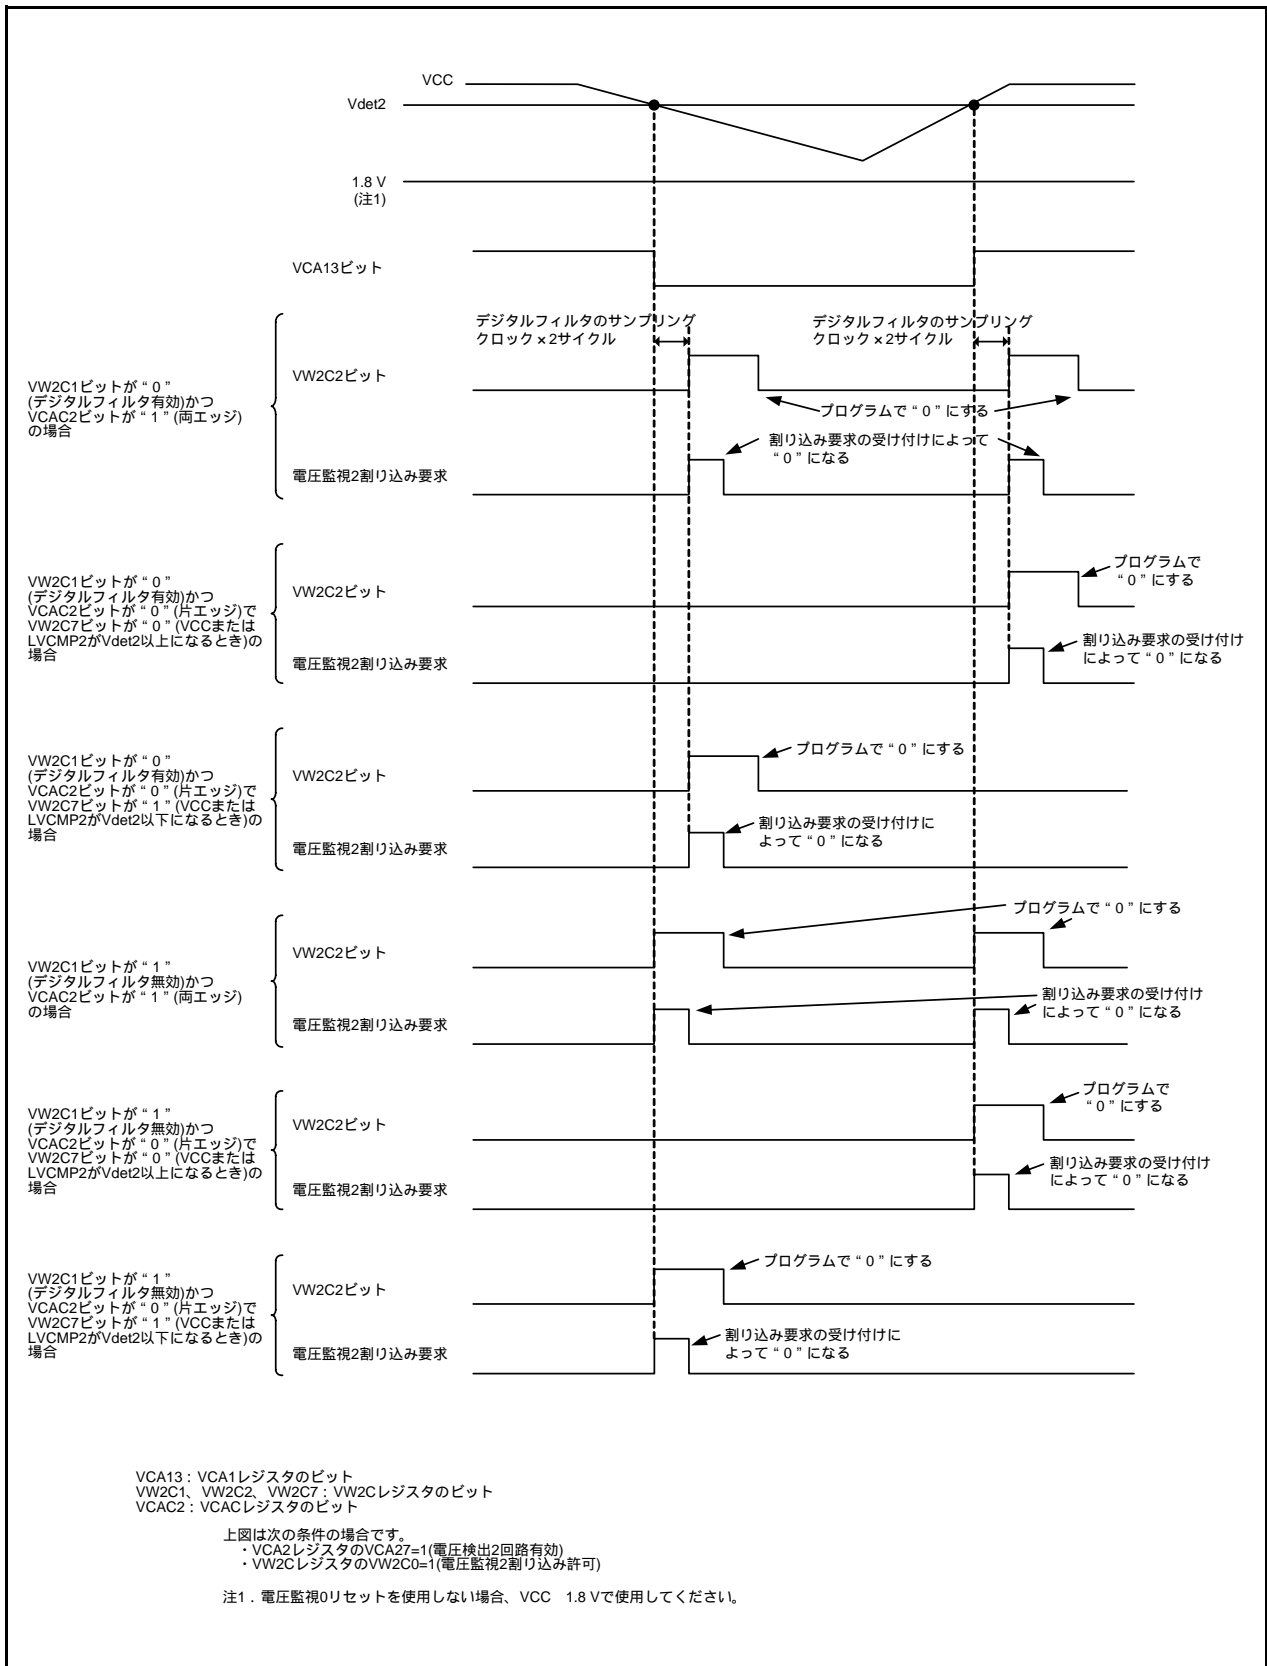 VCC
Vdet2
1.8 V
(注1)
VCA13ビット
デジタルフィルタのサンプリング
クロック×2サイクル
デジタルフィルタのサンプリング
クロック×2サイクル
VW2C1ビットが“0”
(デジタルフィルタ有効)かつ
VCAC2ビットが“1”(両エッジ)
の場合
VW2C2ビット
プログラムで“0”にする
割り込み要求の受け付けによって
“0”になる
電圧監視2割り込み要求
VW2C1ビットが“0”
(デジタルフィルタ有効)かつ
VCAC2ビットが“0”(片エッジ)で
VW2C7ビットが“0”(VCCまたは
LVCMP2がVdet2以上になるとき)の
場合
VW2C2ビット
プログラムで
“0”にする
電圧監視2割り込み要求
割り込み要求の受け付け
によって“0”になる
VW2C1ビットが“0”
(デジタルフィルタ有効)かつ
VCAC2ビットが“0”(片エッジ)で
VW2C7ビットが“1”(VCCまたは
LVCMP2がVdet2以下になるとき)の
場合
VW2C2ビット
プログラムで“0”にする
電圧監視2割り込み要求
割り込み要求の受け付けに
よって“0”になる
VW2C1ビットが“1”
(デジタルフィルタ無効)かつ
VCAC2ビットが“1”(両エッジ)
の場合
VW2C2ビット
プログラムで“0”にする
電圧監視2割り込み要求
割り込み要求の受け付け
によって“0”になる
VW2C1ビットが“1”
(デジタルフィルタ無効)かつ
VCAC2ビットが“0”(片エッジ)で
VW2C7ビットが“0”(VCCまたは
LVCMP2がVdet2以上になるとき)の
場合
VW2C2ビット
プログラムで
“0”にする
電圧監視2割り込み要求
割り込み要求の受け付け
によって“0”になる
VW2C1ビットが“1”
(デジタルフィルタ無効)かつ
VCAC2ビットが“0”(片エッジ)で
VW2C7ビットが“1”(VCCまたは
LVCMP2がVdet2以下になるとき)の
場合
VW2C2ビット
プログラムで“0”にする
電圧監視2割り込み要求
割り込み要求の受け付けに
よって“0”になる
VCA13：VCA1レジスタのビット
VW2C1、VW2C2、VW2C7：VW2Cレジスタのビット
VCAC2：VCACレジスタのビット
上図は次の条件の場合です。
・VCA2レジスタのVCA27=1(電圧検出2回路有効)
・VW2CレジスタのVW2C0=1(電圧監視2割り込み許可)
注1．電圧監視0リセットを使用しない場合、VCC　1.8 Vで使用してください。